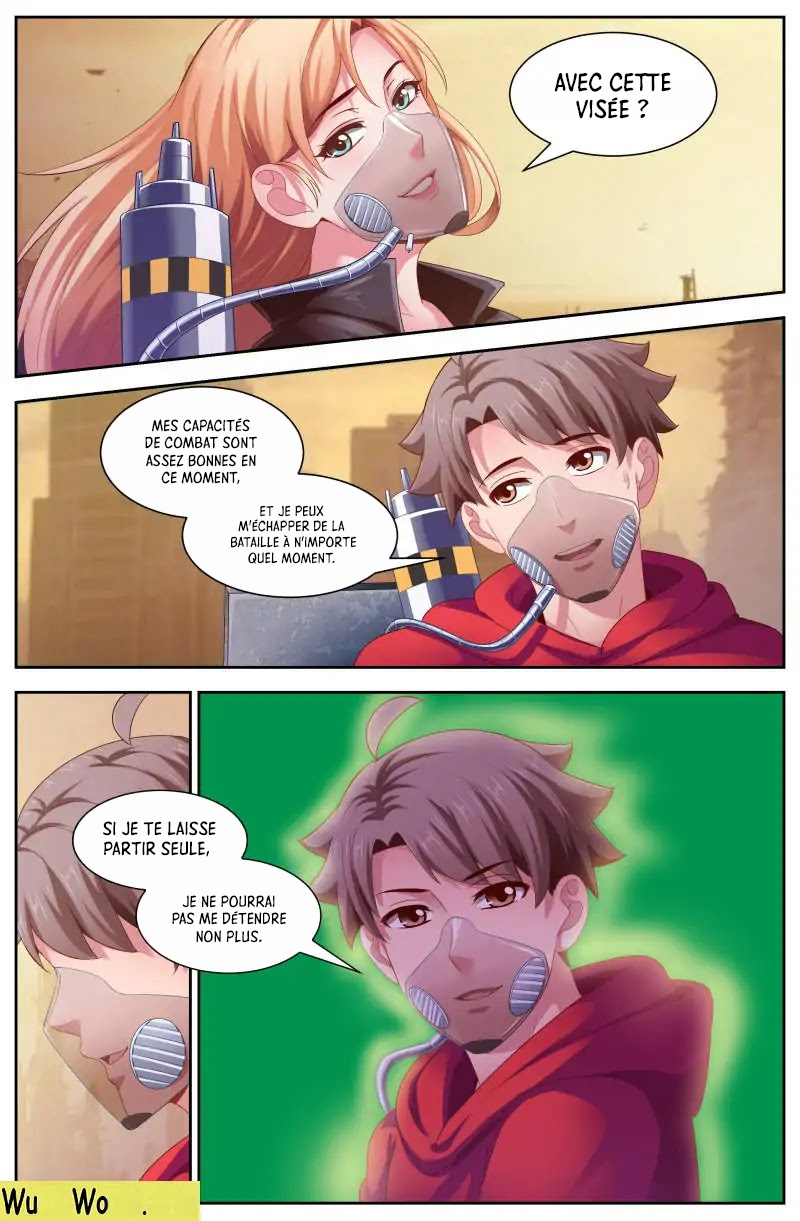 AVEC CETTE
VISÉE ?
MES CAPACITÉS
DE COMBAT SONT
ASSEZ BONNES EN
CE MOMENT,
ET JE PEUX
M'ÉCHAPPER DE LA
BATAILLE À N'IMPORTE
QUEL MOMENT.
SI JE TE LAISSE
PARTIR SEULE,
JE NE POURRAI
PAS ME DÉTENDRE
NON PLUS.
Wu Wo .